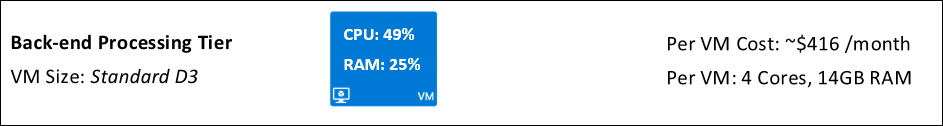 Back-end Processing Tier
VM Size: Standard D3
CPU: 49%
RAM: 25%
VM
Per VM Cost: ~$416 /month
Per VM: 4 Cores, 14GB RAM